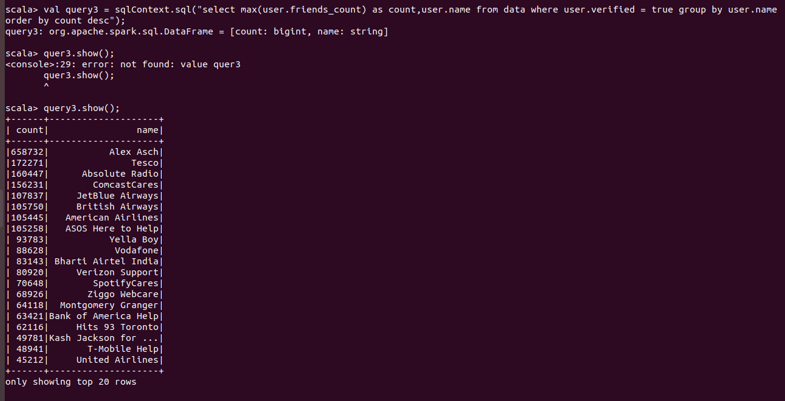 scala> val query3 = sqlContext.sql("select max(user.friends_count) as count,user.name from data where user.verified = true group by user.name
order by count desc");
query3: org.apache.spark.sql.DataFrame = [count: bigint, name: string]
scala> quer3.show();
<console>:29: error: not found: value quer3
       quer3.show();
       ^
scala> query3.show();
+------+--------------------+
| count|                name|
+------+--------------------+
|658732|           Alex Asch|
|172271|               Tesco|
|160447|      Absolute Radio|
|156231|        ComcastCares|
|107837|     JetBlue Airways|
|105750|     British Airways|
|105445|   American Airlines|
|105258|   ASOS Here to Help|
| 93783|           Yella Boy|
| 88628|            Vodafone|
| 83143| Bharti Airtel India|
| 80920|     Verizon Support|
| 70648|        SpotifyCares|
| 68926|       Ziggo Webcare|
| 64118|  Montgomery Granger|
| 63421|Bank of America Help|
| 62116|     Hits 93 Toronto|
| 49781|Kash Jackson for ...|
| 48941|       T-Mobile Help|
| 45212|     United Airlines|
+------+--------------------+
only showing top 20 rows